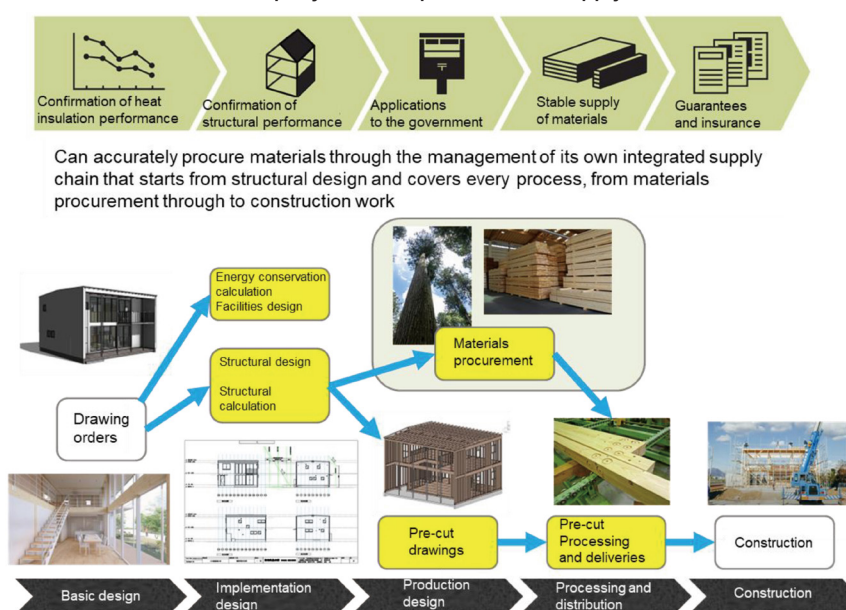 Confirmation of heat
insulation performance
Confirmation of
structural performance
Applications
to the government
Stable supply
of materials
Guarantees
and insurance
Can accurately procure materials through the management of its own integrated supply
chain that starts from structural design and covers every process, from materials
procurement through to construction work
Energy conservation
calculation
Facilities design
Structural design
Structural
calculation
Materials
procurement
Drawing
orders
Pre-cut
drawings
Pre-cut
Processing
and deliveries
Construction
Basic design
Implementation
design
Production
design
Processing and
distribution
Construction